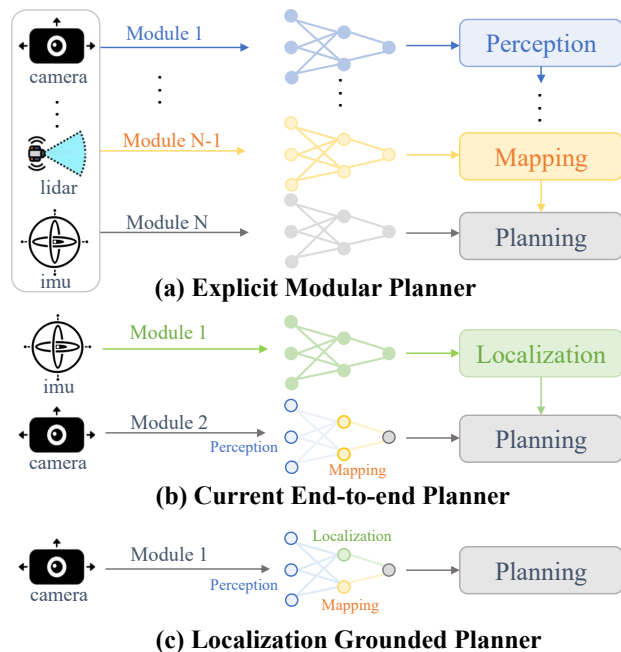 camera
Module 1
Perception
lidar
Module N-1
Mapping
imu
Module N
Planning
(a) Explicit Modular Planner
imu
Module 1
Localization
camera
Module 2
Perception
Mapping
Planning
(b) Current End-to-end Planner
camera
Module 1
Perception
Localization
Mapping
Planning
(c) Localization Grounded Planner